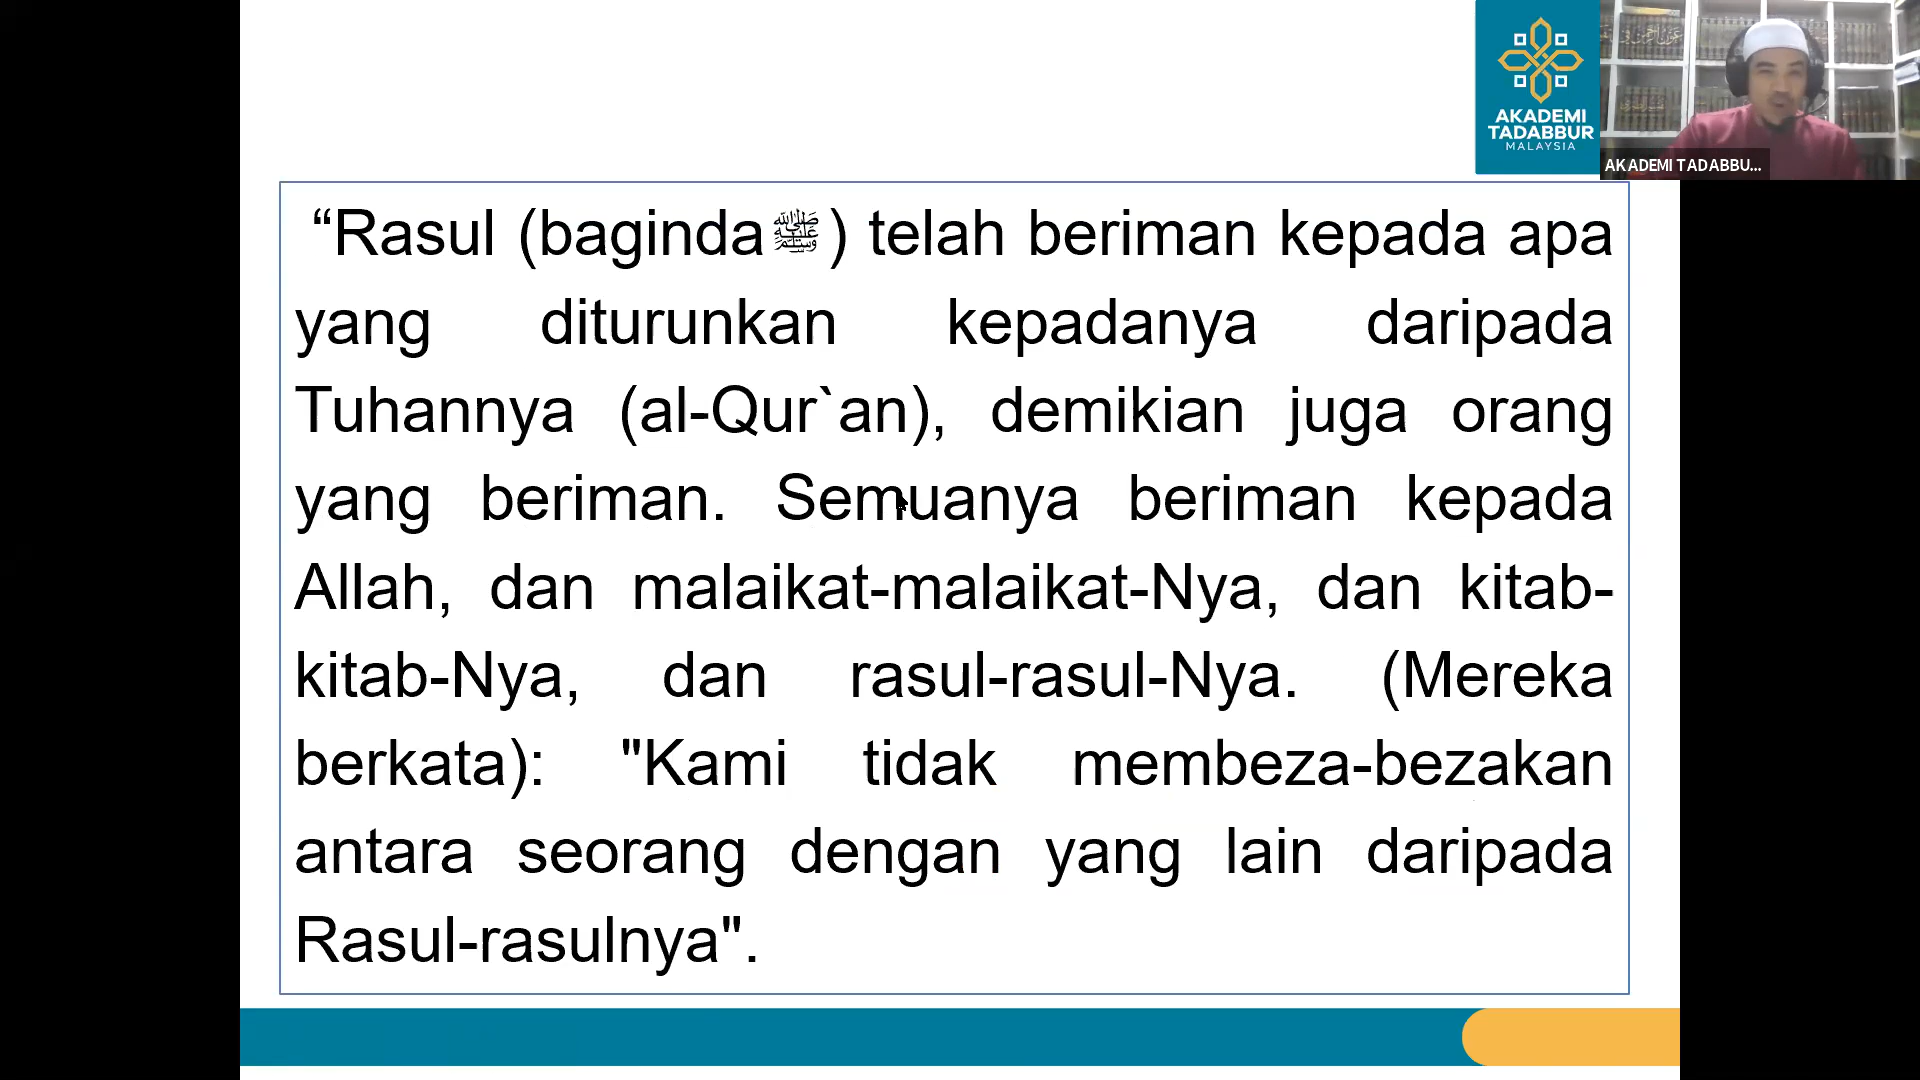 AKADEMI
TADABBUR
MALAYSIA
AKADEMI TADABBU...
“Rasul (bagindaﷺ) telah beriman kepada apa
yang diturunkan kepadanya daripada
Tuhannya (al-Qur`an), demikian juga orang
yang beriman. Semuanya beriman kepada
Allah, dan malaikat-malaikat-Nya, dan kitab-
kitab-Nya, dan rasul-rasul-Nya. (Mereka
berkata): "Kami tidak membeza-bezakan
antara seorang dengan yang lain daripada
Rasul-rasulnya".